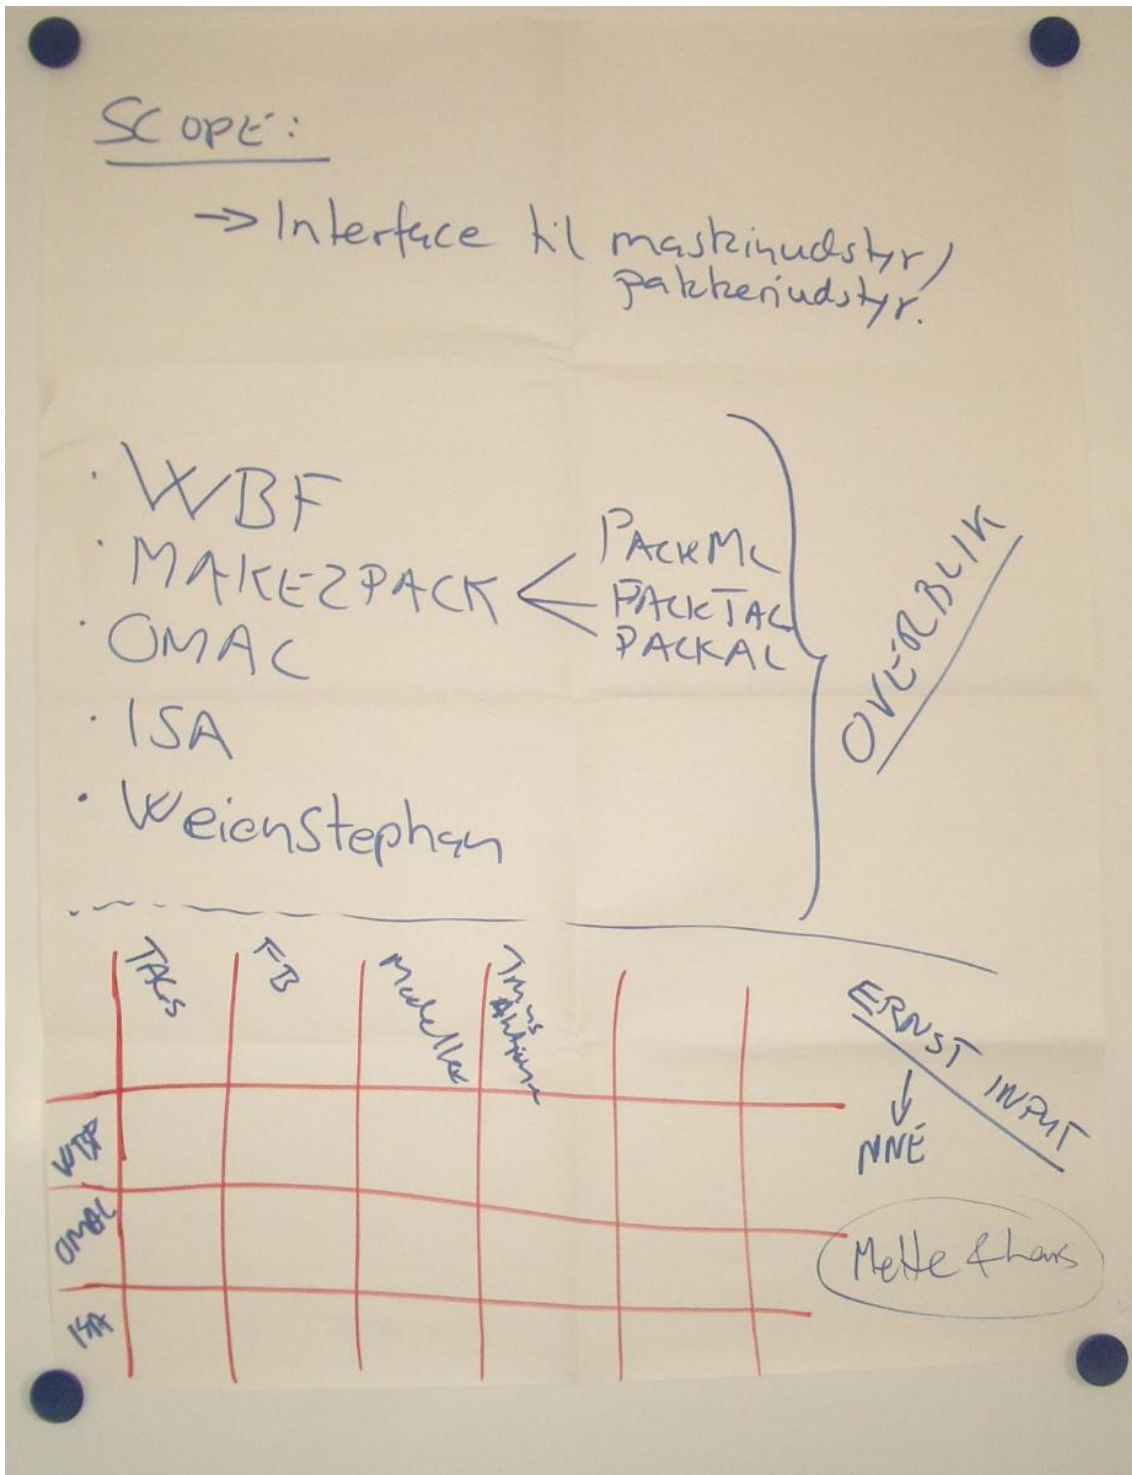 SCOPE:
→ Interface til maskinudstyr/
pakkeriudstyr.
· WBF
· MAKE2PACK
PACKML
PACKTAG
PACKAL
· OMAC
· ISA
· Weienstephan
OVERBLIK
TAGS
FB
Modeller
ERNST INPUT
↓
NNE
OMAC
ISA
Mette & Lars